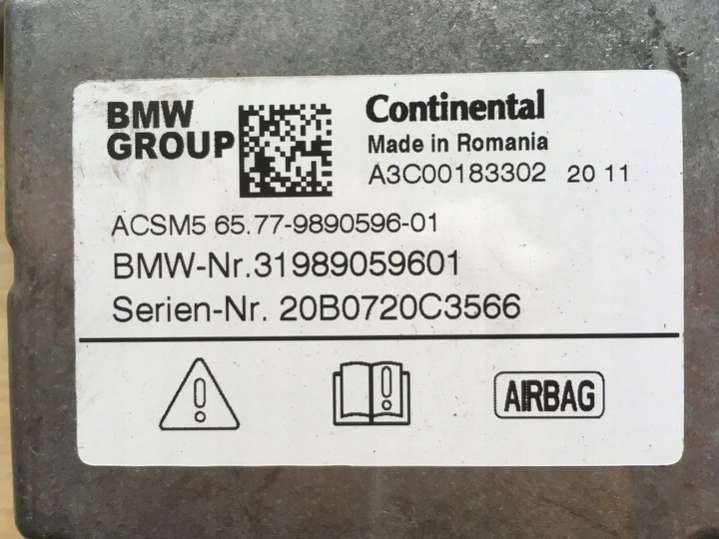 BMW
GROUP
Continental
Made in Romania
A3C00183302 20 11
ACSM5 65.77-9890596-01
BMW-Nr.31989059601
Serien-Nr. 20B0720C3566
AIRBAG